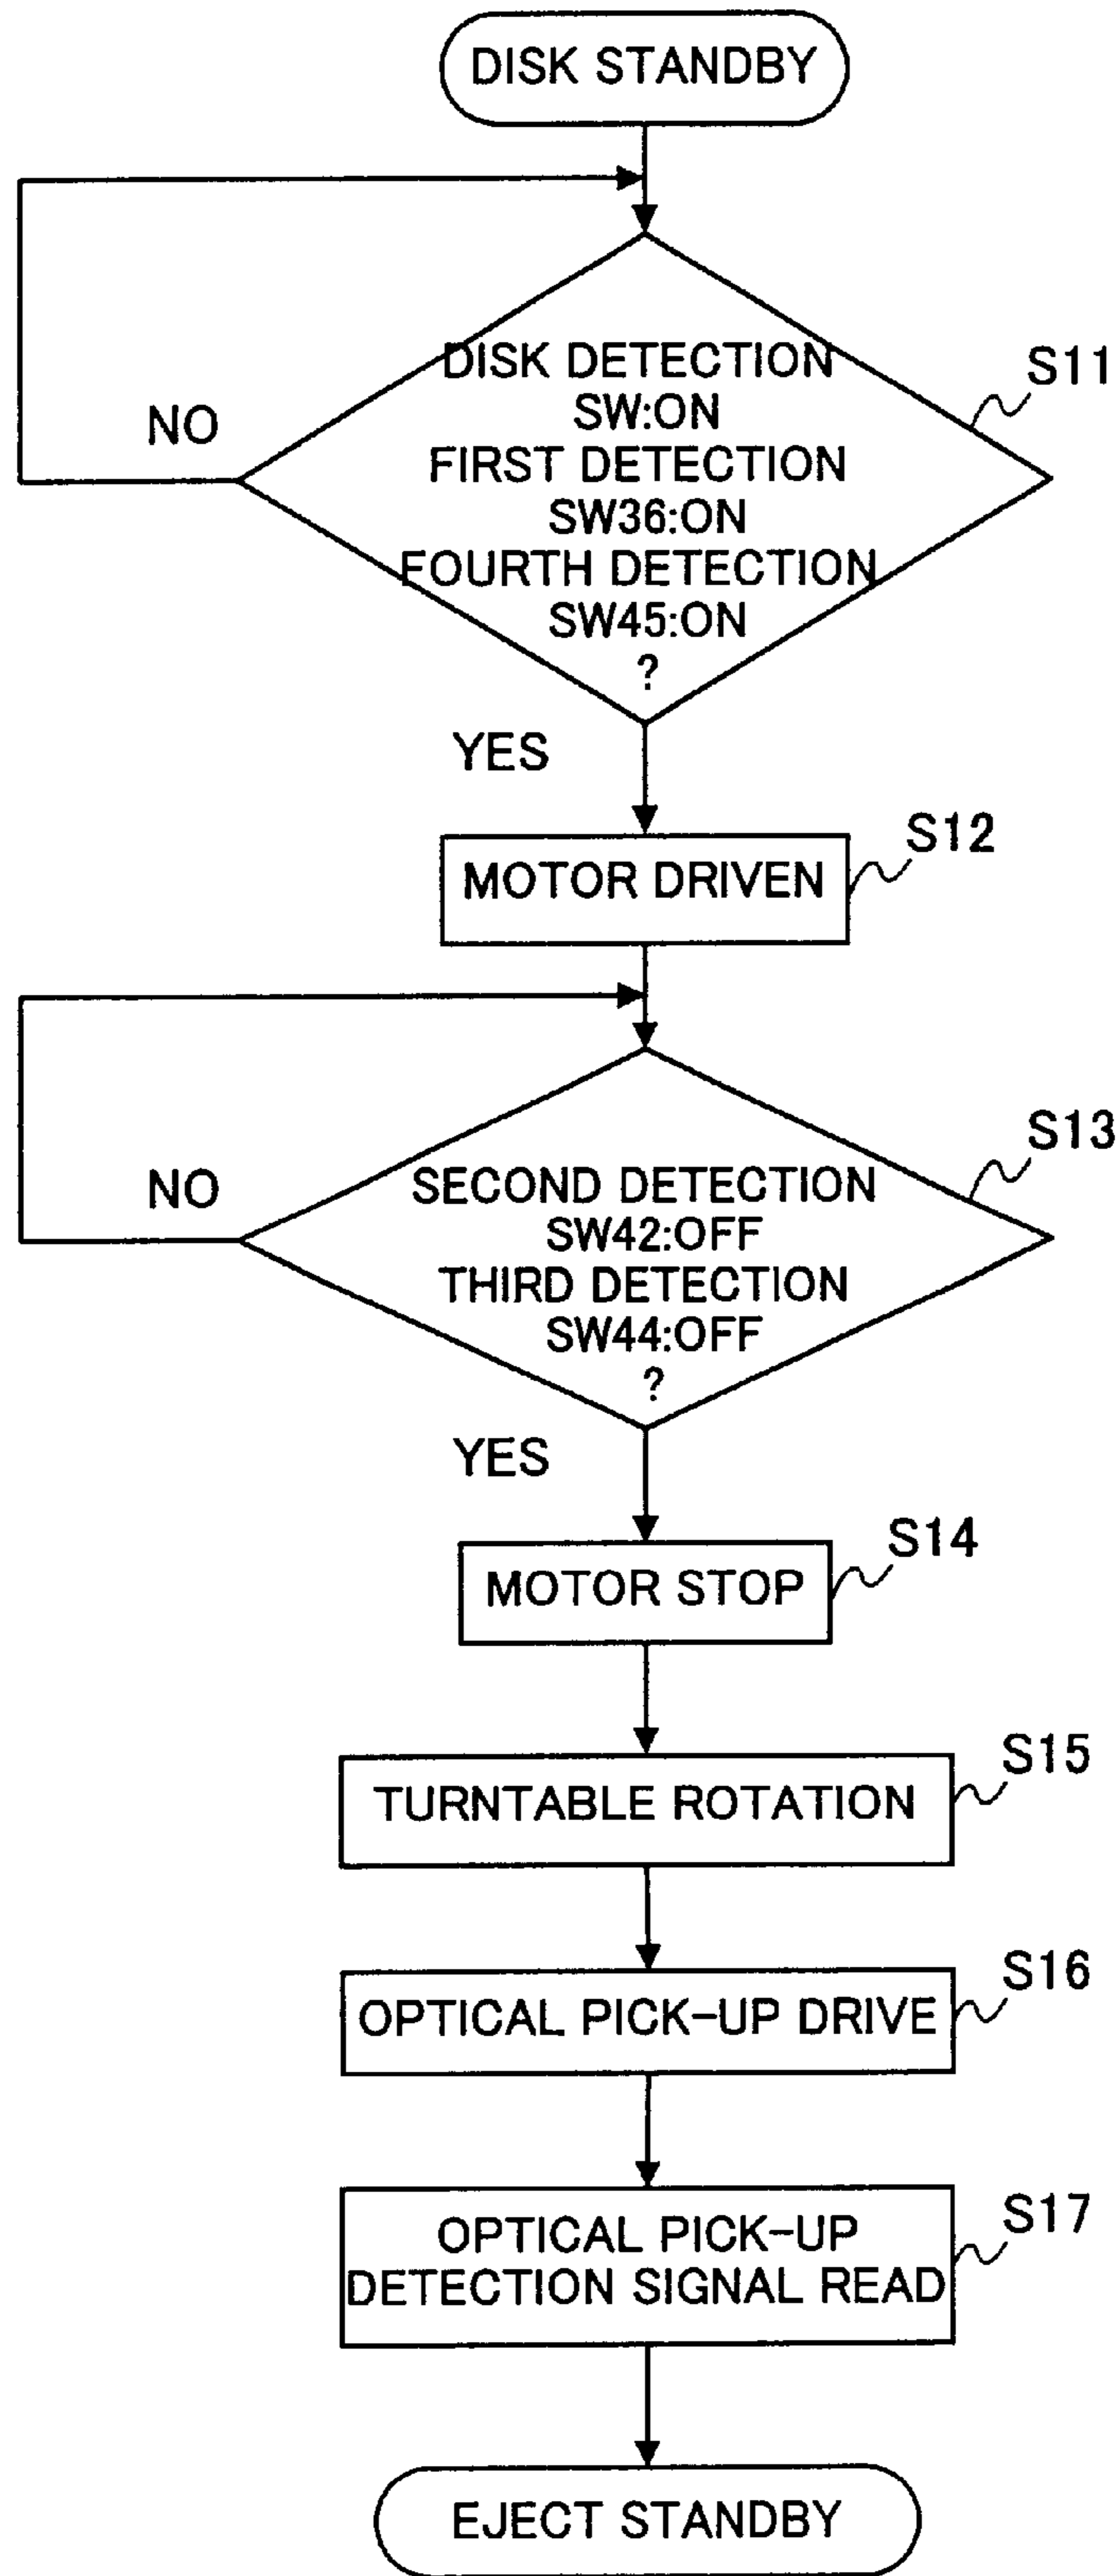 DISK STANDBY
DISK DETECTION
SW:ON
FIRST DETECTION
SW36:ON
FOURTH DETECTION
SW45:ON
?
S11
NO
YES
MOTOR DRIVEN
S12
SECOND DETECTION
SW42:OFF
THIRD DETECTION
SW44:OFF
?
S13
NO
YES
MOTOR STOP
S14
TURNTABLE ROTATION
S15
OPTICAL PICK-UP DRIVE
S16
OPTICAL PICK-UP
DETECTION SIGNAL READ
S17
EJECT STANDBY